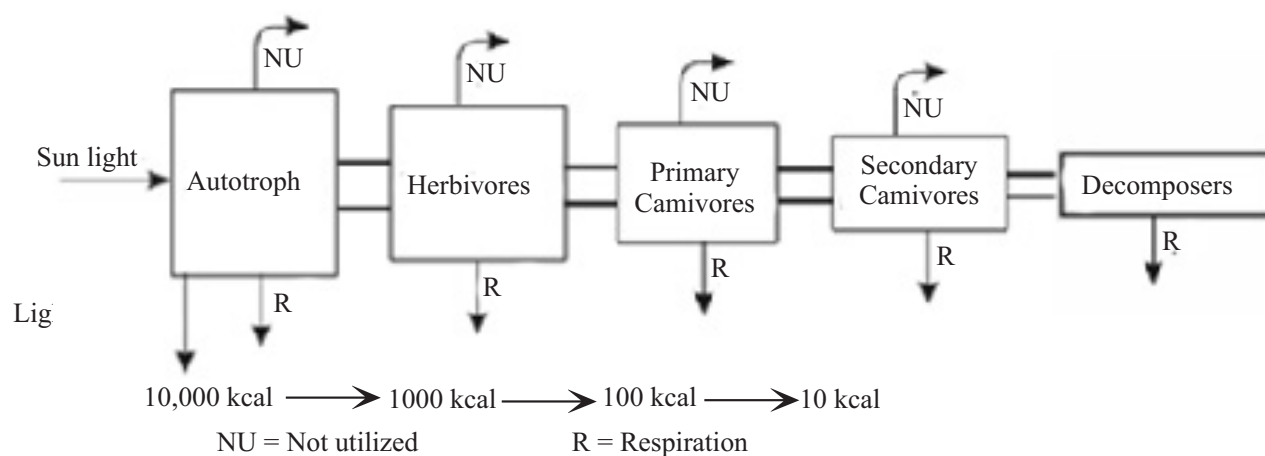 NU
NU
NU
NU
Sun light
Autotroph
Herbivores
Primary
Camivores
Secondary
Camivores
Decomposers
R
R
R
R
R
Lig
10,000 kcal
1000 kcal
100 kcal
10 kcal
NU = Not utilized
R = Respiration